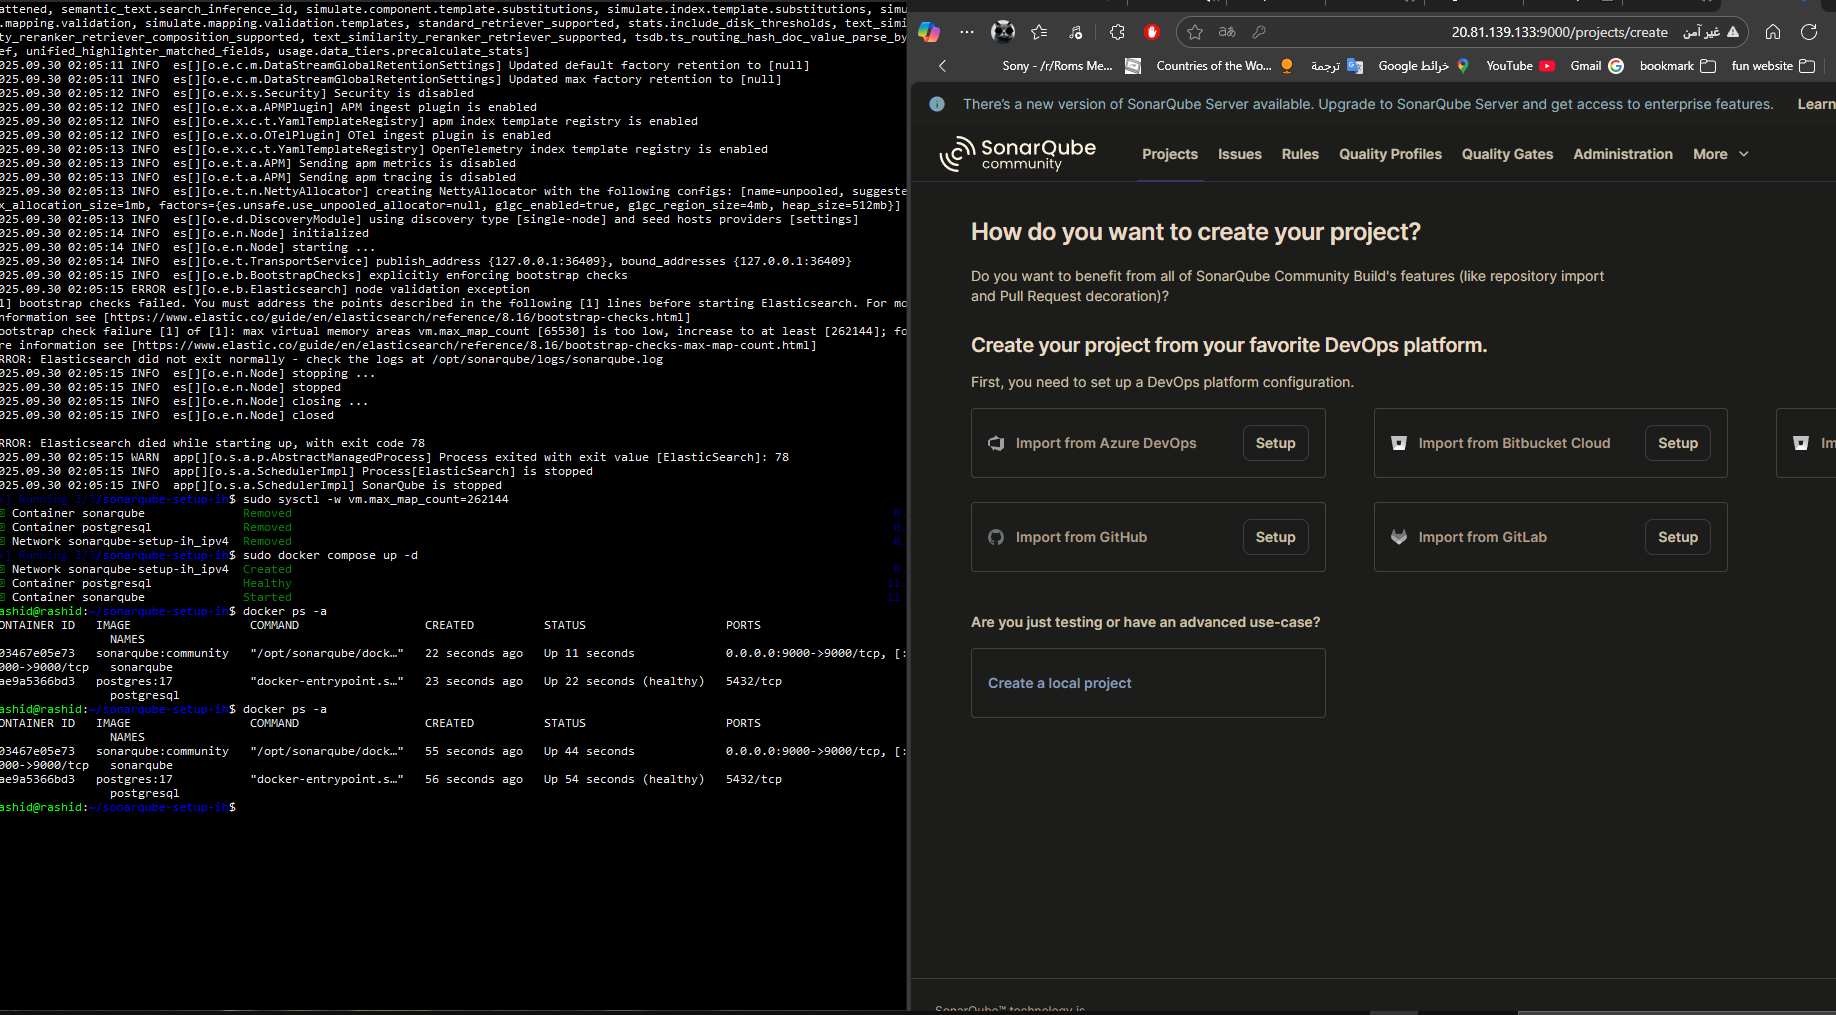 attened, semantic_text.search_inference_id, simulate.component.template.substitutions, simulate.index.template.substitutions, simu
.mapping.validation, simulate.mapping.validation.templates, standard_retriever_supported, stats.include_disk_thresholds, text_simi
ty_reranker_retriever_composition_supported, text_similarity_reranker_retriever_supported, tsdb.ts_routing_hash_doc_value_parse_by
ef, unified_highlighter_matched_fields, usage.data_tiers.precalculate_stats]
025.09.30 02:05:11 INFO  es[][o.e.c.m.DataStreamGlobalRetentionSettings] Updated default factory retention to [null]
025.09.30 02:05:11 INFO  es[][o.e.c.m.DataStreamGlobalRetentionSettings] Updated max factory retention to [null]
025.09.30 02:05:12 INFO  es[][o.e.x.s.Security] Security is disabled
025.09.30 02:05:12 INFO  es[][o.e.x.a.APMPlugin] APM ingest plugin is enabled
025.09.30 02:05:12 INFO  es[][o.e.x.c.t.YamlTemplateRegistry] apm index template registry is enabled
025.09.30 02:05:12 INFO  es[][o.e.x.o.OTelPlugin] OTel ingest plugin is enabled
025.09.30 02:05:13 INFO  es[][o.e.x.c.t.YamlTemplateRegistry] OpenTelemetry index template registry is enabled
025.09.30 02:05:13 INFO  es[][o.e.t.a.APM] Sending apm metrics is disabled
025.09.30 02:05:13 INFO  es[][o.e.t.a.APM] Sending apm tracing is disabled
025.09.30 02:05:13 INFO  es[][o.e.t.n.NettyAllocator] creating NettyAllocator with the following configs: [name=unpooled, suggeste
x_allocation_size=1mb, factors={es.unsafe.use_unpooled_allocator=null, g1gc_enabled=true, g1gc_region_size=4mb, heap_size=512mb}]
025.09.30 02:05:13 INFO  es[][o.e.d.DiscoveryModule] using discovery type [single-node] and seed hosts providers [settings]
025.09.30 02:05:14 INFO  es[][o.e.n.Node] initialized
025.09.30 02:05:14 INFO  es[][o.e.n.Node] starting ...
025.09.30 02:05:14 INFO  es[][o.e.t.TransportService] publish_address {127.0.0.1:36409}, bound_addresses {127.0.0.1:36409}
025.09.30 02:05:15 INFO  es[][o.e.b.BootstrapChecks] explicitly enforcing bootstrap checks
025.09.30 02:05:15 ERROR es[][o.e.b.Elasticsearch] node validation exception
1] bootstrap checks failed. You must address the points described in the following [1] lines before starting Elasticsearch. For mo
nformation see [https://www.elastic.co/guide/en/elasticsearch/reference/8.16/bootstrap-checks.html]
ootstrap check failure [1] of [1]: max virtual memory areas vm.max_map_count [65530] is too low, increase to at least [262144]; fo
re information see [https://www.elastic.co/guide/en/elasticsearch/reference/8.16/bootstrap-checks-max-map-count.html]
RROR: Elasticsearch did not exit normally - check the logs at /opt/sonarqube/logs/sonarqube.log
025.09.30 02:05:15 INFO  es[][o.e.n.Node] stopping ...
025.09.30 02:05:15 INFO  es[][o.e.n.Node] stopped
025.09.30 02:05:15 INFO  es[][o.e.n.Node] closing ...
025.09.30 02:05:15 INFO  es[][o.e.n.Node] closed
RROR: Elasticsearch died while starting up, with exit code 78
025.09.30 02:05:15 WARN  app[][o.s.a.p.AbstractManagedProcess] Process exited with exit value [ElasticSearch]: 78
025.09.30 02:05:15 INFO  app[][o.s.a.SchedulerImpl] Process[ElasticSearch] is stopped
025.09.30 02:05:15 INFO  app[][o.s.a.SchedulerImpl] SonarQube is stopped
+] Running 3/3/sonarqube-setup-ih$ sudo sysctl -w vm.max_map_count=262144
Container sonarqube Removed
Container postgresql Removed
Network sonarqube-setup-ih_ipv4 Removed
+] Running 3/3/sonarqube-setup-ih$ sudo docker compose up -d
Network sonarqube-setup-ih_ipv4 Created
Container postgresql Healthy 11.
Container sonarqube Started 11.
ashid@rashid:~/sonarqube-setup-ih$ docker ps -a
ONTAINER ID IMAGE COMMAND CREATED STATUS PORTS
NAMES
03467e05e73 sonarqube:community "/opt/sonarqube/dock…" 22 seconds ago Up 11 seconds 0.0.0.0:9000->9000/tcp, [:
000->9000/tcp sonarqube
ae9a5366bd3 postgres:17 "docker-entrypoint.s…" 23 seconds ago Up 22 seconds (healthy) 5432/tcp
postgresql
ashid@rashid:~/sonarqube-setup-ih$ docker ps -a
ONTAINER ID IMAGE COMMAND CREATED STATUS PORTS
NAMES
03467e05e73 sonarqube:community "/opt/sonarqube/dock…" 55 seconds ago Up 44 seconds 0.0.0.0:9000->9000/tcp, [:
000->9000/tcp sonarqube
ae9a5366bd3 postgres:17 "docker-entrypoint.s…" 56 seconds ago Up 54 seconds (healthy) 5432/tcp
postgresql
ashid@rashid:~/sonarqube-setup-ih$
20.81.139.133:9000/projects/create غير آمن
Sony - /r/Roms Me... Countries of the Wo... ترجمة خرائط Google YouTube Gmail bookmark fun website
There's a new version of SonarQube Server available. Upgrade to SonarQube Server and get access to enterprise features. Learn
SonarQube community
Projects Issues Rules Quality Profiles Quality Gates Administration More
How do you want to create your project?
Do you want to benefit from all of SonarQube Community Build's features (like repository import
and Pull Request decoration)?
Create your project from your favorite DevOps platform.
First, you need to set up a DevOps platform configuration.
Import from Azure DevOps Setup Import from Bitbucket Cloud Setup Im
Import from GitHub Setup Import from GitLab Setup
Are you just testing or have an advanced use-case?
Create a local project
SonarQube™ technology is